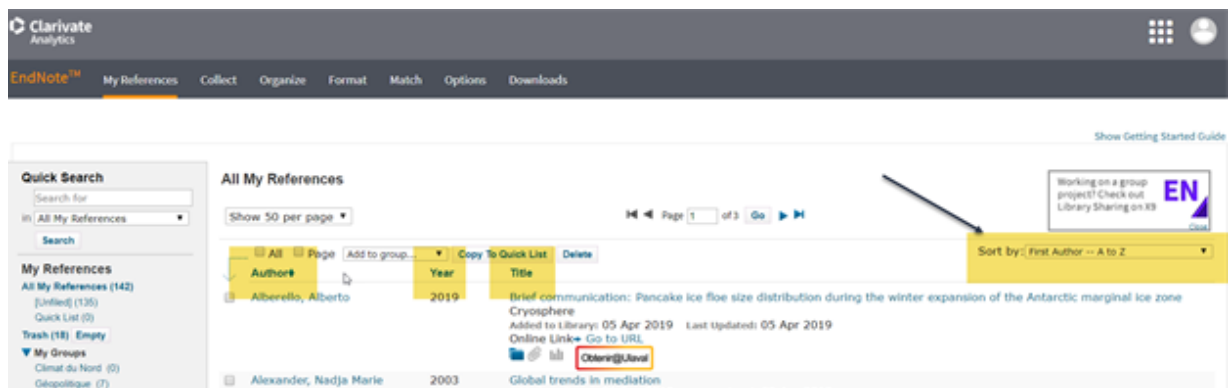 Clarivate
Analytics
EndNote™ My References Collect Organize Format Match Options Downloads
Show Getting Started Guide
Quick Search
Search for
in All My References
Search
My References
All My References (142)
[Unfiled] (135)
Quick List (0)
Trash (18) Empty
My Groups
Climat du Nord (0)
Géopolitique (7)
All My References
Show 50 per page
Page 1 of 3 Go
Working on a group
project? Check out
Library Sharing on X9
EN
Close
All Page Add to group... Copy To Quick List Delete
Sort by: First Author -- A to Z
Author Year Title
Alberello, Alberto 2019 Brief communication: Pancake ice floe size distribution during the winter expansion of the Antarctic marginal ice zone
Cryosphere
Added to Library: 05 Apr 2019 Last Updated: 05 Apr 2019
Online Link Go to URL
Obtenir@Ulaval
Alexander, Nadja Marie 2003 Global trends in mediation